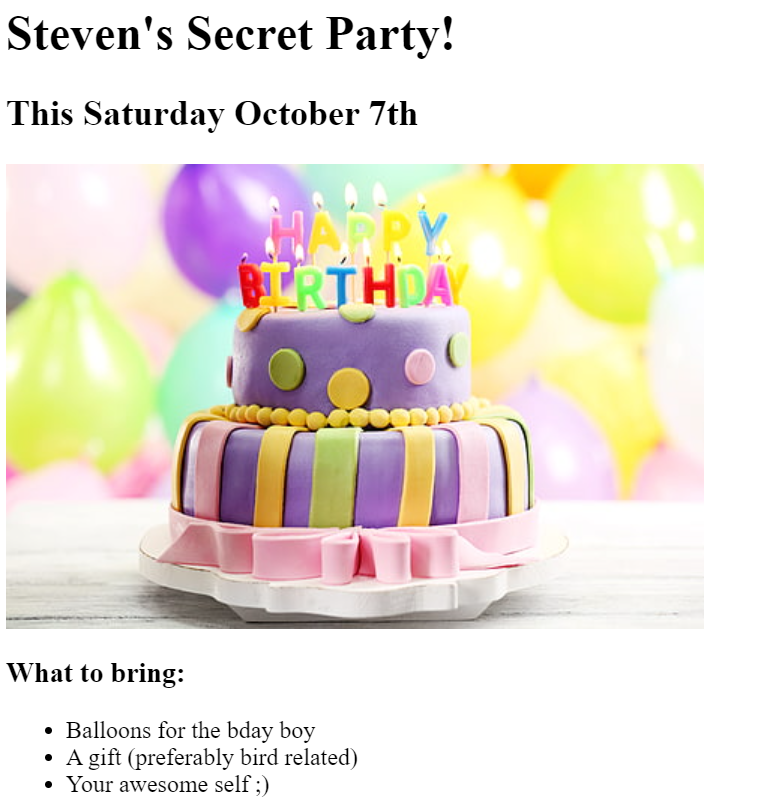 Steven's Secret Party!
This Saturday October 7th
HAPPY
BIRTHDAY
What to bring:
Balloons for the bday boy
A gift (preferably bird related)
Your awesome self ;)